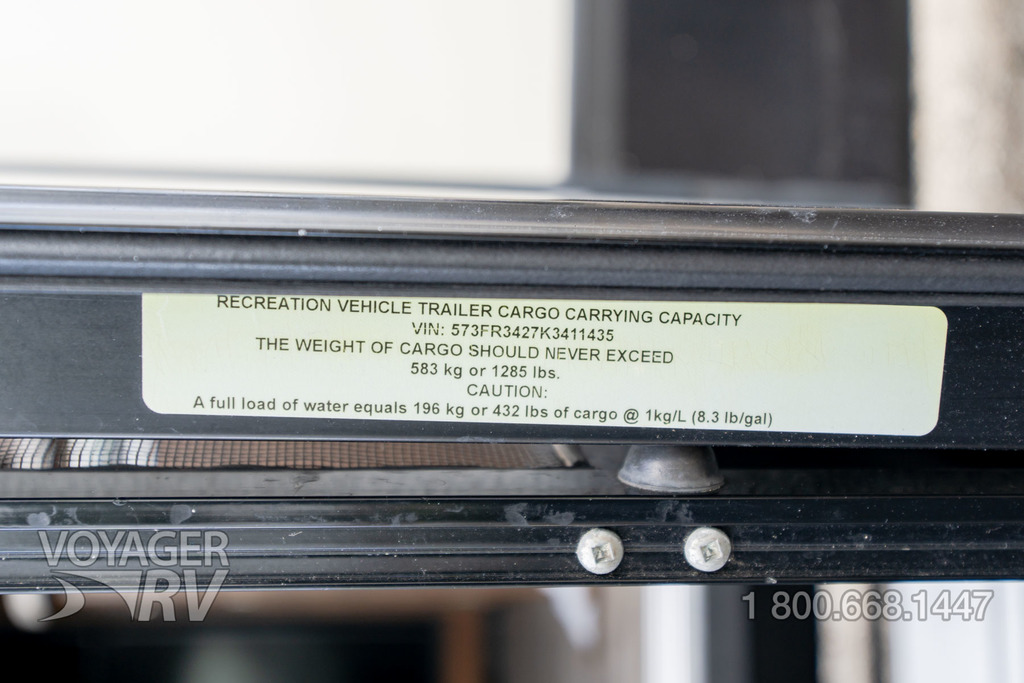 RECREATION VEHICLE TRAILER CARGO CARRYING CAPACITY
VIN: 573FR3427K3411435
THE WEIGHT OF CARGO SHOULD NEVER EXCEED
583 kg or 1285 lbs.
CAUTION:
A full load of water equals 196 kg or 432 lbs of cargo @ 1kg/L (8.3 lb/gal)
VOYAGER
RV
1 800.668.1447